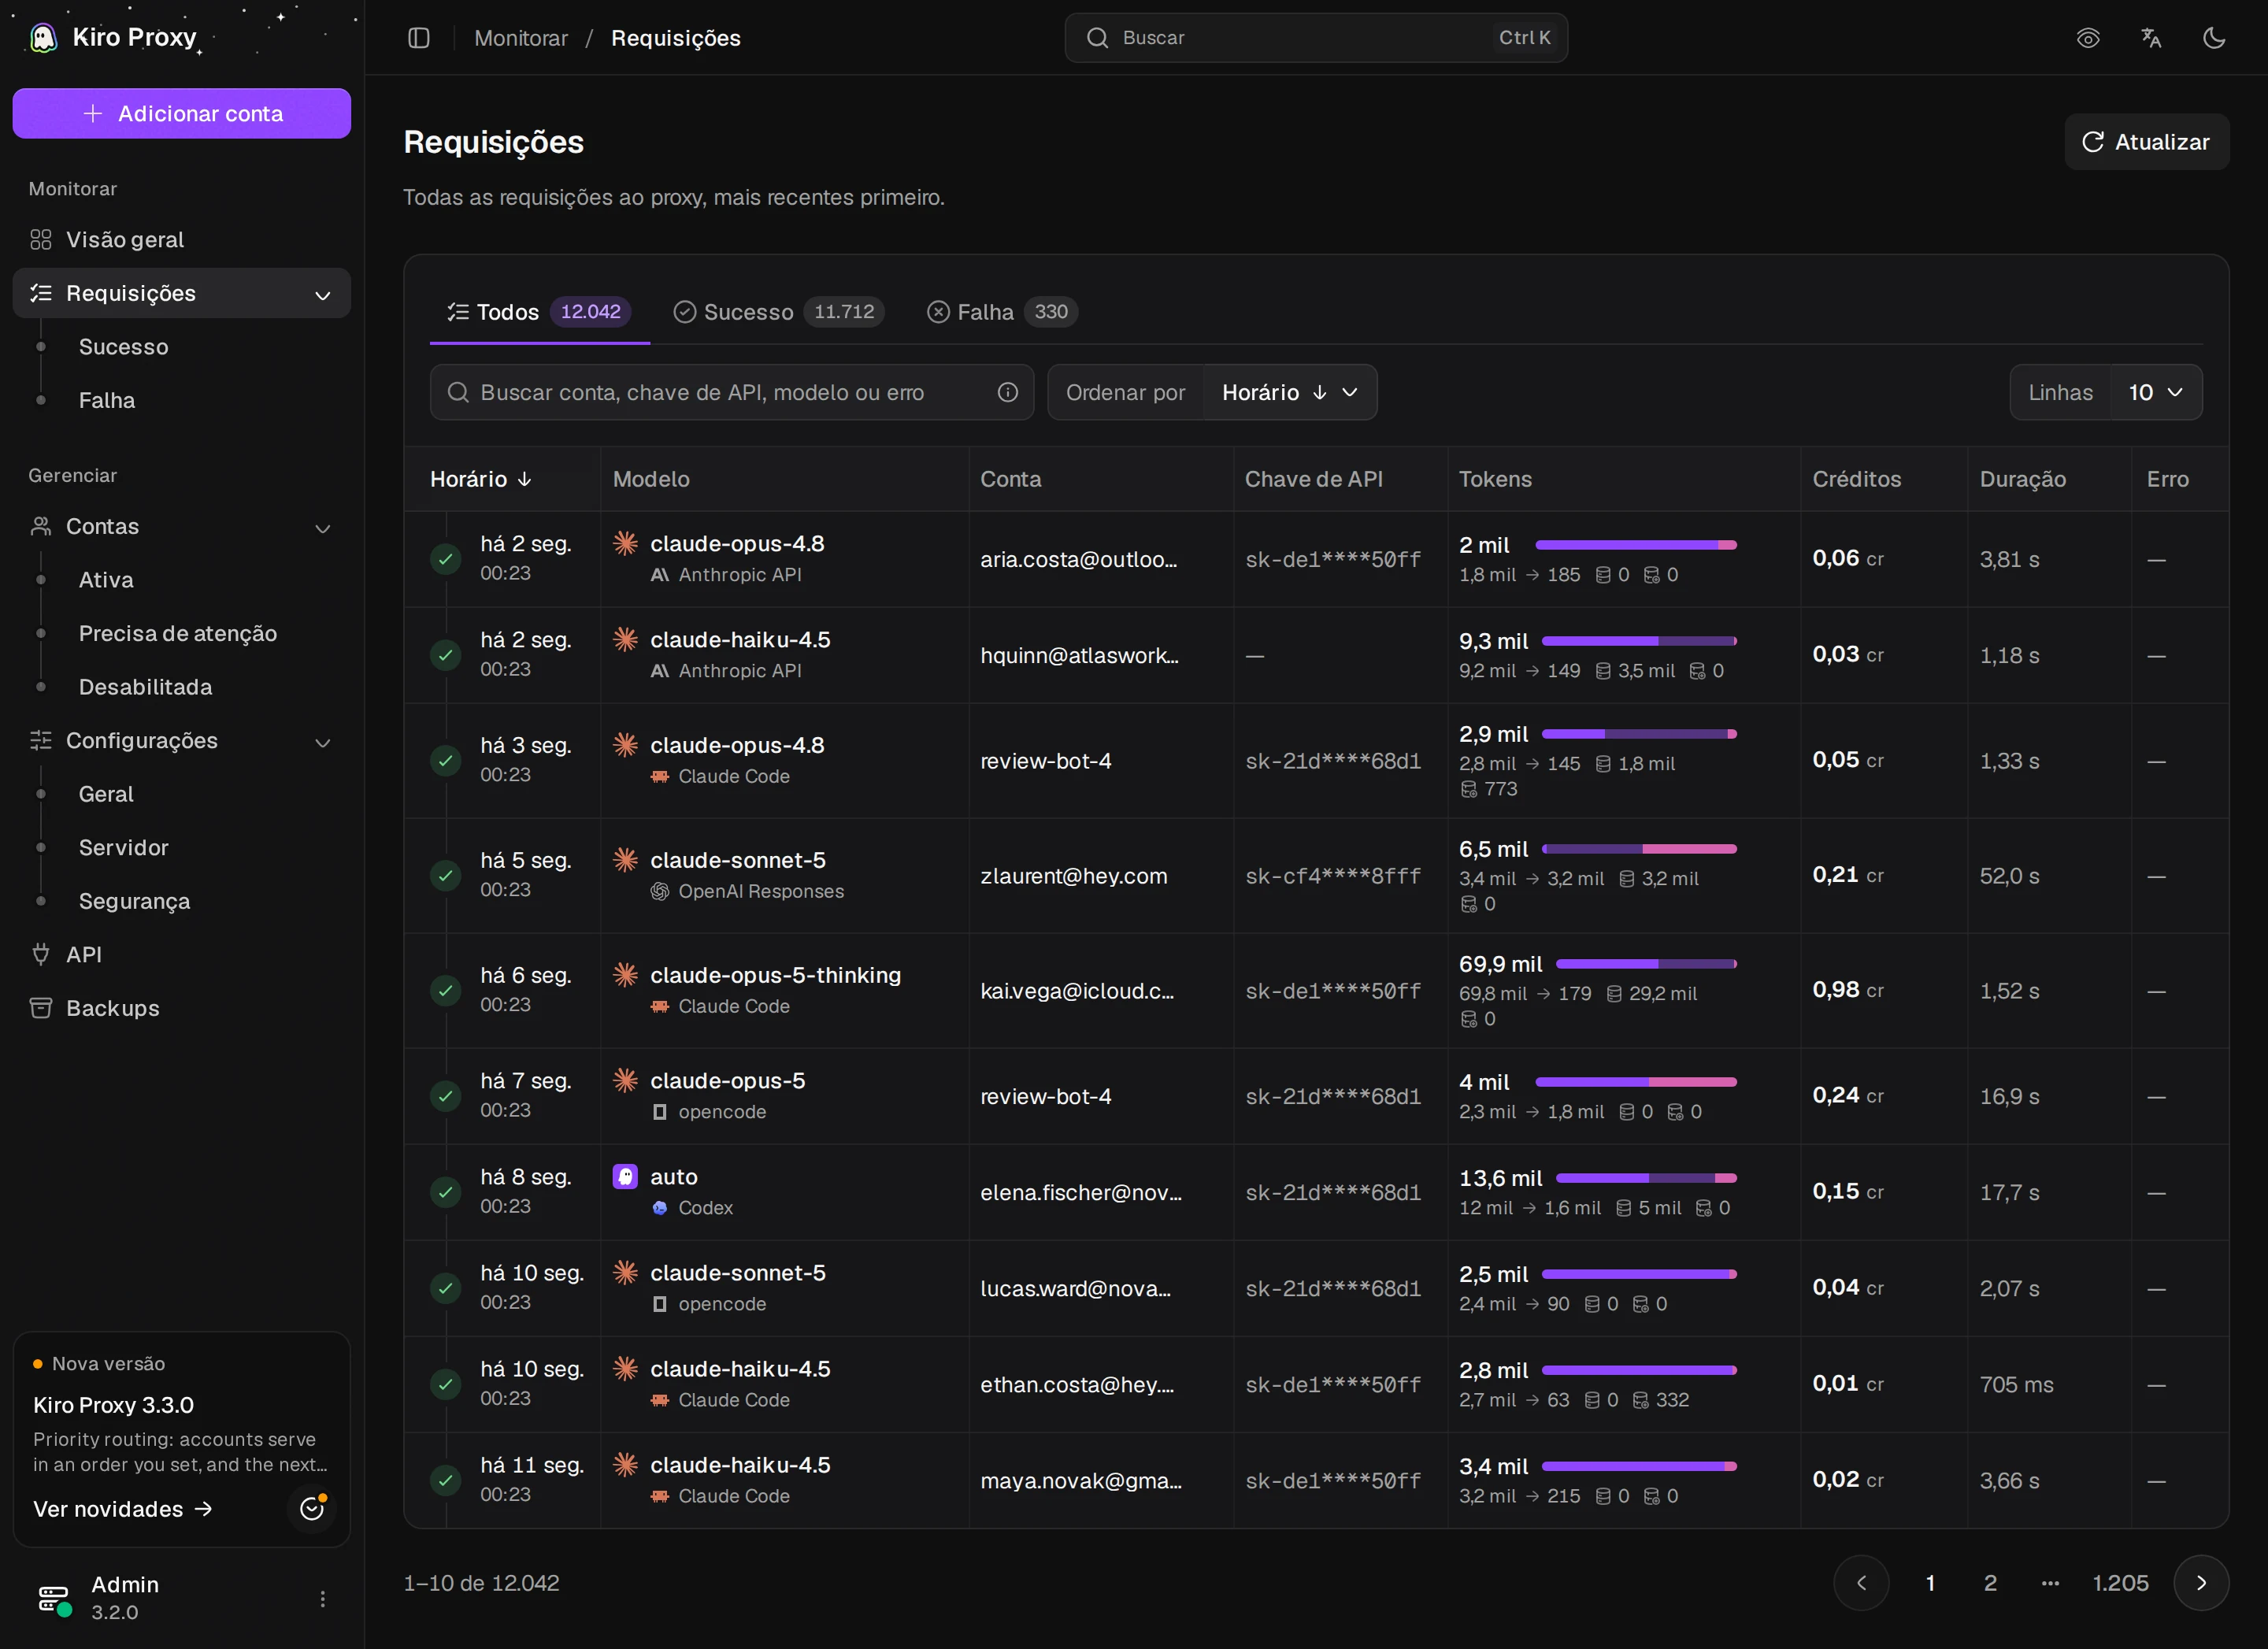 Kiro Proxy
Adicionar conta
Monitorar
Visão geral
Requisições
Sucesso
Falha
Gerenciar
Contas
Ativa
Precisa de atenção
Desabilitada
Configurações
Geral
Servidor
Segurança
API
Backups
Nova versão
Kiro Proxy 3.3.0
Priority routing: accounts serve
in an order you set, and the next...
Ver novidades →
Admin
3.2.0
Monitorar / Requisições
Buscar Ctrl K
Requisições
Atualizar
Todas as requisições ao proxy, mais recentes primeiro.
Todos 12.042 Sucesso 11.712 Falha 330
Buscar conta, chave de API, modelo ou erro
Ordenar por Horário ↓
Linhas 10
Horário ↓ Modelo Conta Chave de API Tokens Créditos Duração Erro
há 2 seg. claude-opus-4.8 2 mil
00:23 Anthropic API aria.costa@outloo... sk-de1****50ff 1,8 mil → 185 0 0 0,06 cr 3,81 s —
há 2 seg. claude-haiku-4.5 9,3 mil
00:23 Anthropic API hquinn@atlaswork... — 9,2 mil → 149 3,5 mil 0 0,03 cr 1,18 s —
há 3 seg. claude-opus-4.8 2,9 mil
00:23 Claude Code review-bot-4 sk-21d****68d1 2,8 mil → 145 1,8 mil 0,05 cr 1,33 s —
773
há 5 seg. claude-sonnet-5 6,5 mil
00:23 OpenAI Responses zlaurent@hey.com sk-cf4****8fff 3,4 mil → 3,2 mil 3,2 mil 0,21 cr 52,0 s —
0
há 6 seg. claude-opus-5-thinking 69,9 mil
00:23 Claude Code kai.vega@icloud.c... sk-de1****50ff 69,8 mil → 179 29,2 mil 0,98 cr 1,52 s —
0
há 7 seg. claude-opus-5 4 mil
00:23 opencode review-bot-4 sk-21d****68d1 2,3 mil → 1,8 mil 0 0 0,24 cr 16,9 s —
há 8 seg. auto 13,6 mil
00:23 Codex elena.fischer@nov... sk-21d****68d1 12 mil → 1,6 mil 5 mil 0 0,15 cr 17,7 s —
há 10 seg. claude-sonnet-5 2,5 mil
00:23 opencode lucas.ward@nova... sk-21d****68d1 2,4 mil → 90 0 0 0,04 cr 2,07 s —
há 10 seg. claude-haiku-4.5 2,8 mil
00:23 Claude Code ethan.costa@hey.... sk-de1****50ff 2,7 mil → 63 0 332 0,01 cr 705 ms —
há 11 seg. claude-haiku-4.5 3,4 mil
00:23 Claude Code maya.novak@gma... sk-de1****50ff 3,2 mil → 215 0 0 0,02 cr 3,66 s —
1–10 de 12.042
1 2 ... 1.205